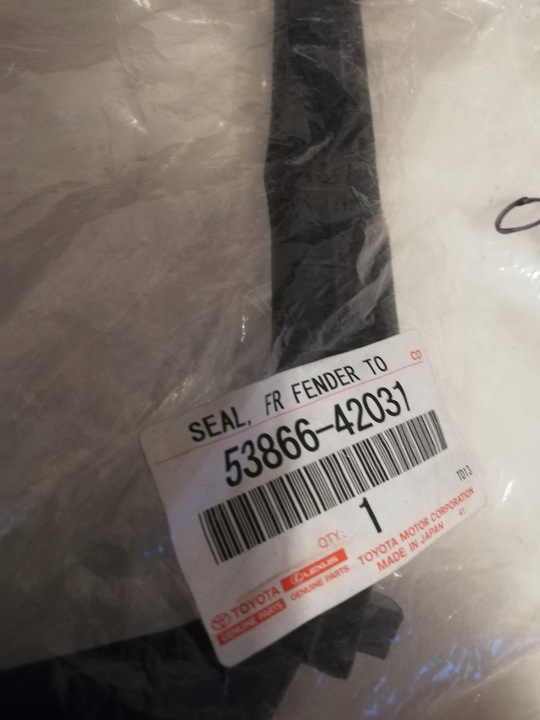 CD
SEAL, FR FENDER TO
53866-42031
TD13
QTY: 1
TOYOTA LEXUS
GENUINE PARTS GENUINE PARTS
TOYOTA MOTOR CORPORATION
MADE IN JAPAN 41